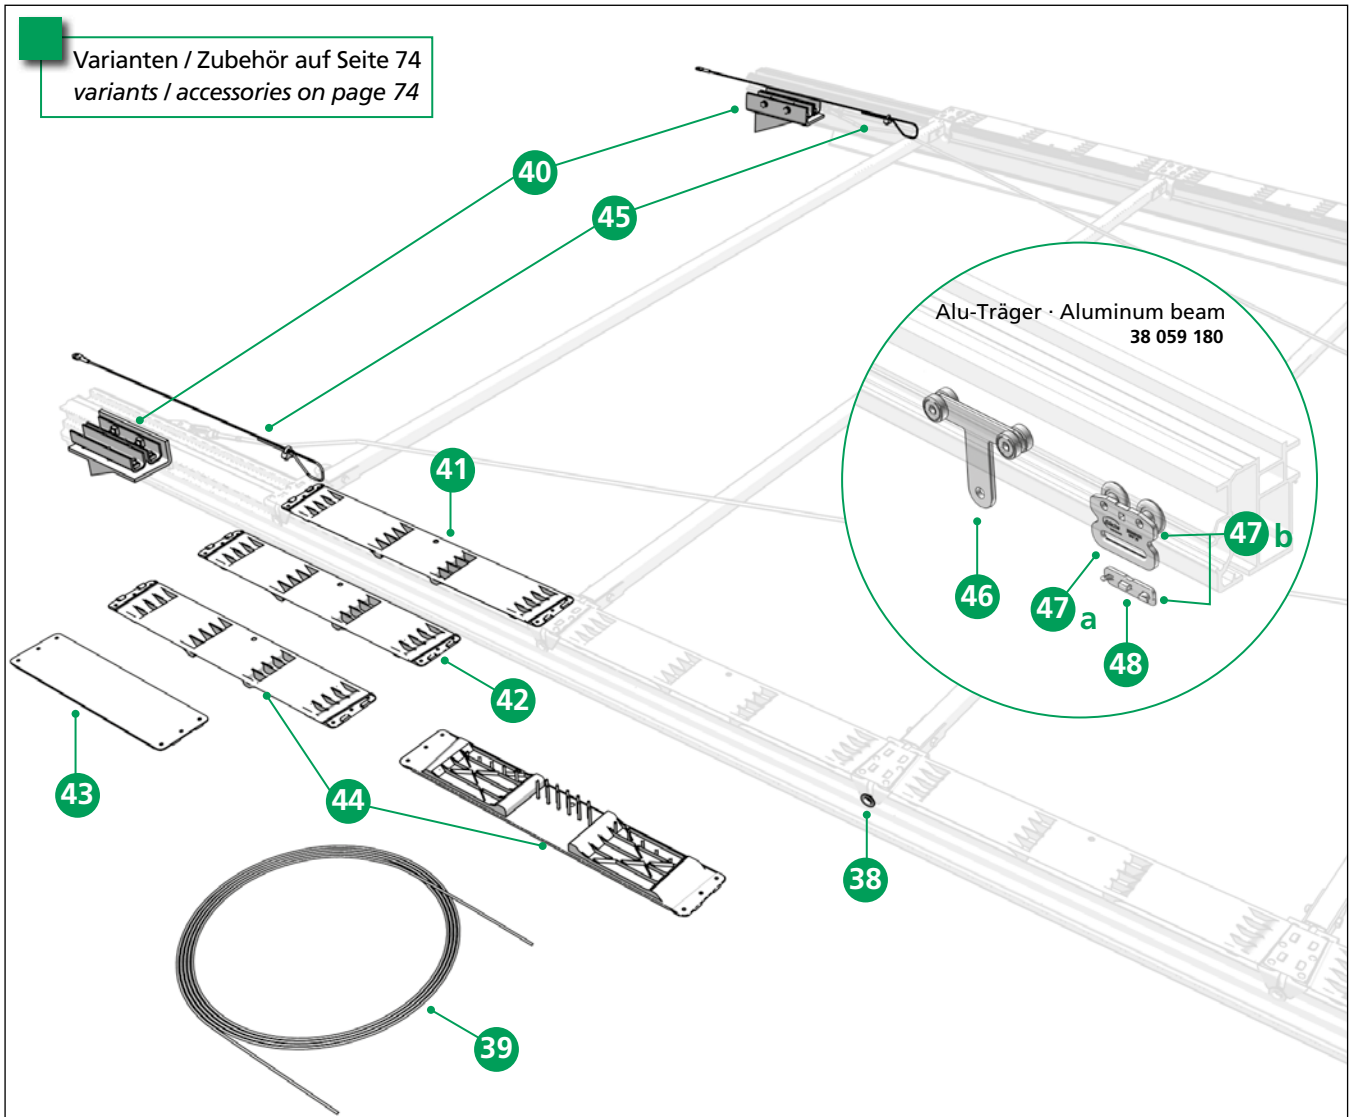 Varianten / Zubehör auf Seite 74
variants / accessories on page 74
40
45
Alu-Träger · Aluminum beam
38 059 180
41
46
47 a
47 b
48
42
43
44
38
39